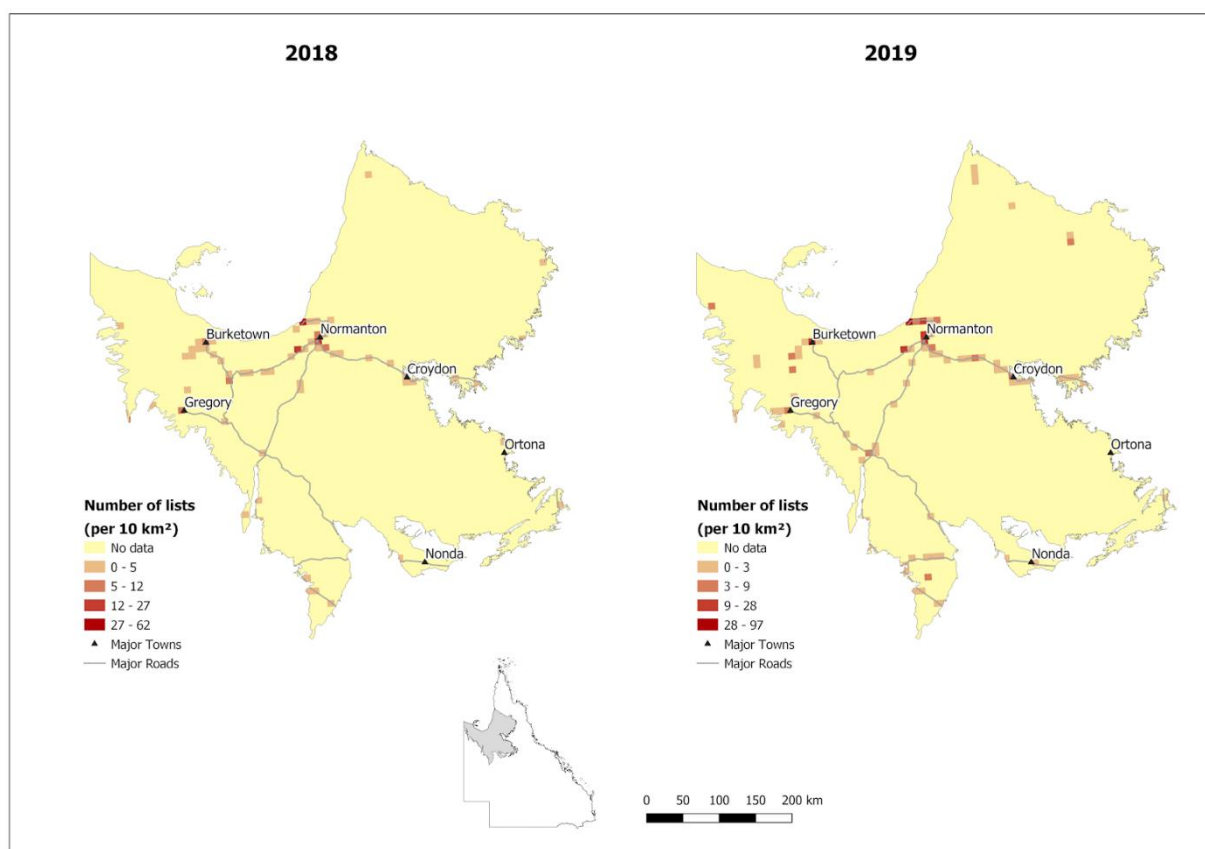 2018
2019
Burketown
Normanton
Croydon
Gregory
Ortona
Nonda
Number of lists
(per 10 km²)
No data
0 - 5
5 - 12
12 - 27
27 - 62
Major Towns
Major Roads
Burketown
Normanton
Croydon
Gregory
Ortona
Nonda
Number of lists
(per 10 km²)
No data
0 - 3
3 - 9
9 - 28
28 - 97
Major Towns
Major Roads
0 50 100 150 200 km